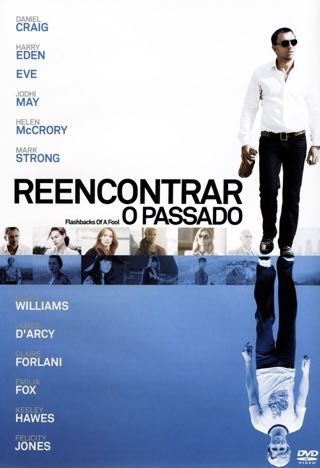 DANIEL
CRAIG
HARRY
EDEN
EVE
JODHI
MAY
HELEN
McCRORY
MARK
STRONG
REENCONTRAR
O PASSADO
Flashbacks Of A Fool
WILLIAMS
JAMES
D'ARCY
CLAIRE
FORLANI
EMILIA
FOX
KEELEY
HAWES
FELICITY
JONES
DVD
VIDEO